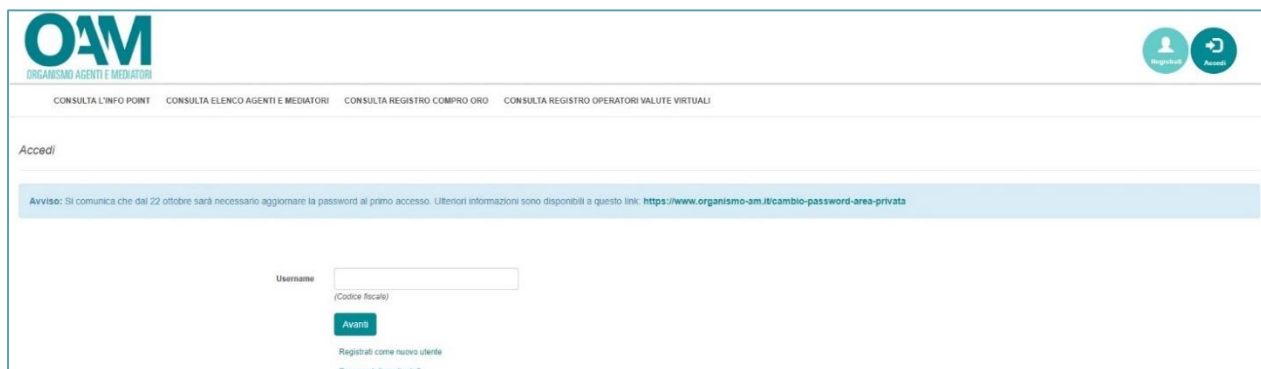 OAM
ORGANISMO AGENTI E MEDIATORI
Registrati
Accedi
CONSULTA L'INFO POINT CONSULTA ELENCO AGENTI E MEDIATORI CONSULTA REGISTRO COMPRO ORO CONSULTA REGISTRO OPERATORI VALUTE VIRTUALI
Accedi
Avviso: Si comunica che dal 22 ottobre sarà necessario aggiornare la password al primo accesso. Ulteriori informazioni sono disponibili a questo link: https://www.organismo-am.it/cambio-password-area-privata
Username
(Codice fiscale)
Avanti
Registrati come nuovo utente